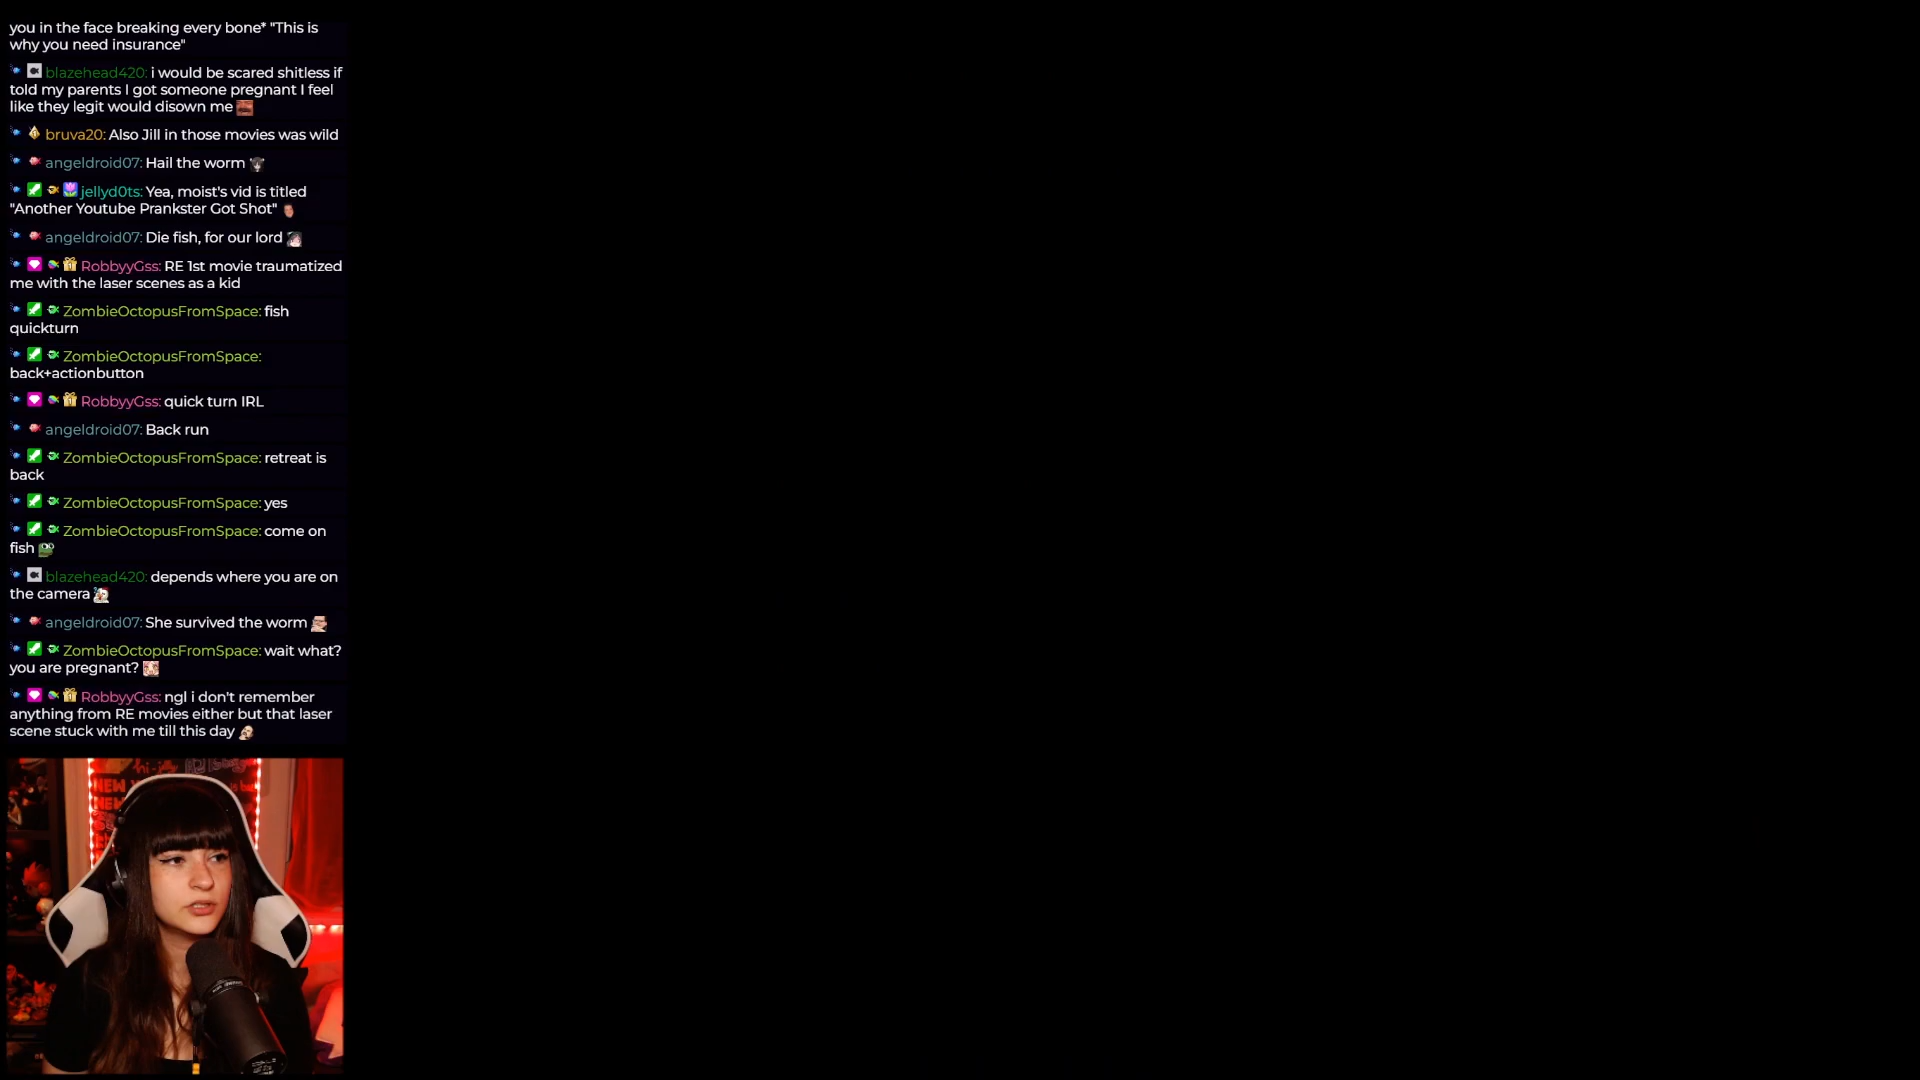 you in the face breaking every bone* "This is
why you need insurance"
blazehead420: i would be scared shitless if
told my parents I got someone pregnant I feel
like they legit would disown me
bruva20: Also Jill in those movies was wild
angeldroid07: Hail the worm
jellyd0ts: Yea, moist's vid is titled
"Another Youtube Prankster Got Shot"
angeldroid07: Die fish, for our lord
RobbyyGss: RE 1st movie traumatized
me with the laser scenes as a kid
ZombieOctopusFromSpace: fish
quickturn
ZombieOctopusFromSpace:
back+actionbutton
RobbyyGss: quick turn IRL
angeldroid07: Back run
ZombieOctopusFromSpace: retreat is
back
ZombieOctopusFromSpace: yes
ZombieOctopusFromSpace: come on
fish
blazehead420: depends where you are on
the camera
angeldroid07: She survived the worm
ZombieOctopusFromSpace: wait what?
you are pregnant?
RobbyyGss: ngl i don't remember
anything from RE movies either but that laser
scene stuck with me till this day
hi-
NEW
NEW